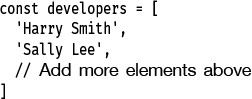 const developers = [
  'Harry Smith',
  'Sally Lee',
  // Add more elements above
]